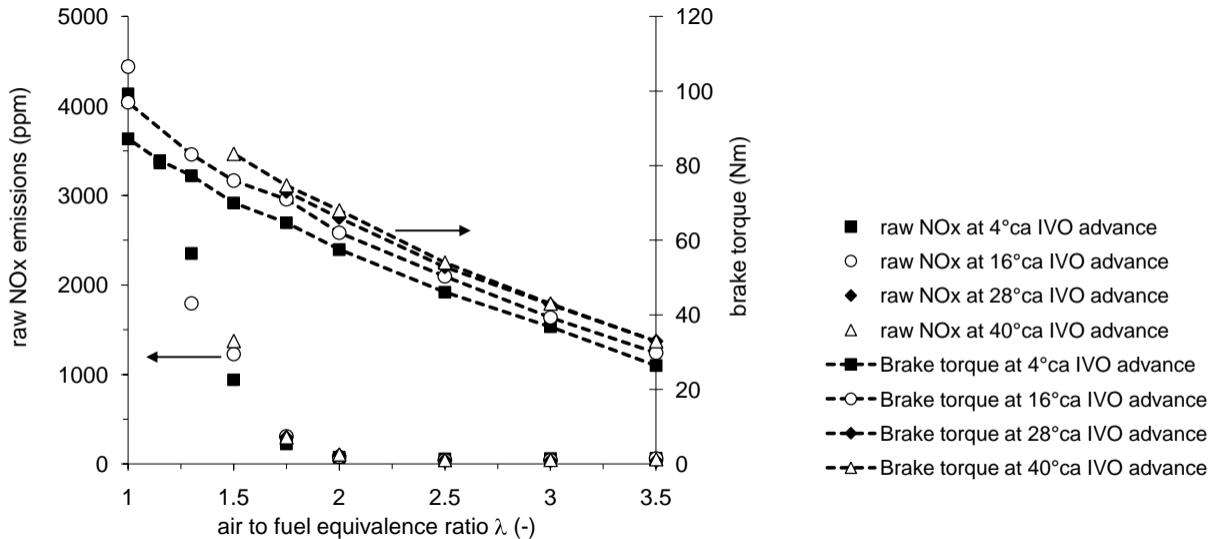 raw NOx emissions (ppm)
5000
4000
3000
2000
1000
0
1
1.5
2
2.5
3
3.5
air to fuel equivalence ratio λ (-)
120
100
80
60
40
20
0
brake torque (Nm)
raw NOx at 4°ca IVO advance
raw NOx at 16°ca IVO advance
raw NOx at 28°ca IVO advance
raw NOx at 40°ca IVO advance
Brake torque at 4°ca IVO advance
Brake torque at 16°ca IVO advance
Brake torque at 28°ca IVO advance
Brake torque at 40°ca IVO advance